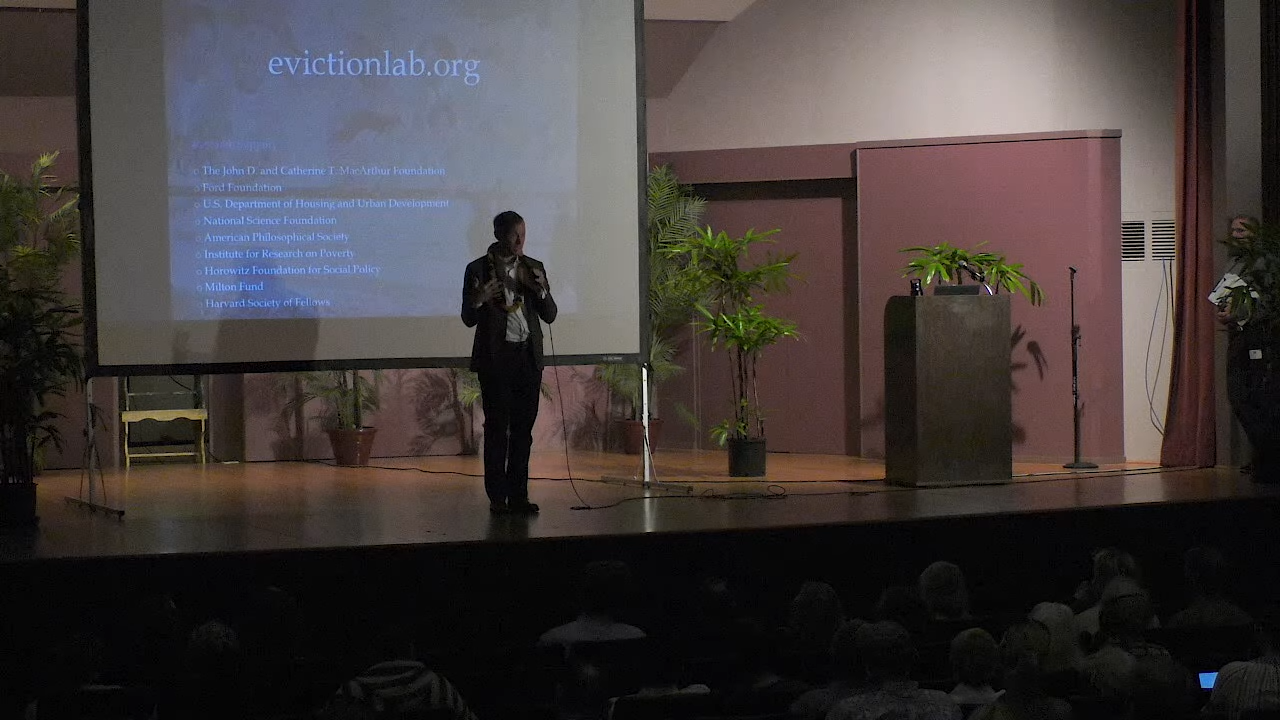 evictionlab.org
The John D. and Catherine T. MacArthur Foundation
Ford Foundation
U.S. Department of Housing and Urban Development
National Science Foundation
American Philosophical Society
Institute for Research on Poverty
Horowitz Foundation for Social Policy
Milton Fund
Harvard Society of Fellows